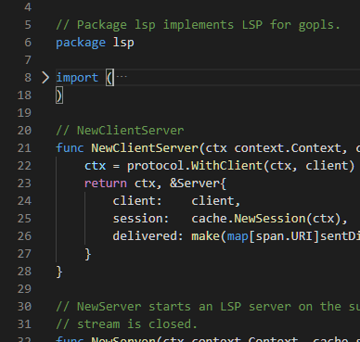 4
5 // Package lsp implements LSP for gopls.
6 package lsp
7
8 import (…
18 )
19
20 // NewClientServer
21 func NewClientServer(ctx context.Context, c
22 ctx = protocol.WithClient(ctx, client)
23 return ctx, &Server{
24 client: client,
25 session: cache.NewSession(ctx),
26 delivered: make(map[span.URI]sentDi
27 }
28 }
29
30 // NewServer starts an LSP server on the su
31 // stream is closed.
32 func NewServer(ctx context.Context, cache